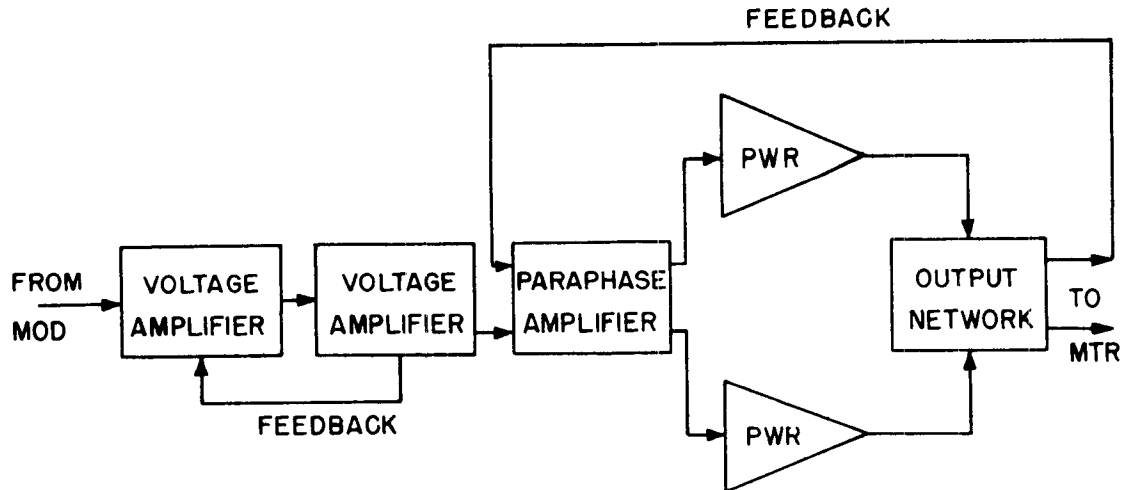 FEEDBACK
PWR
FROM
MOD
VOLTAGE
AMPLIFIER
VOLTAGE
AMPLIFIER
PARAPHASE
AMPLIFIER
OUTPUT
NETWORK
TO
MTR
FEEDBACK
PWR